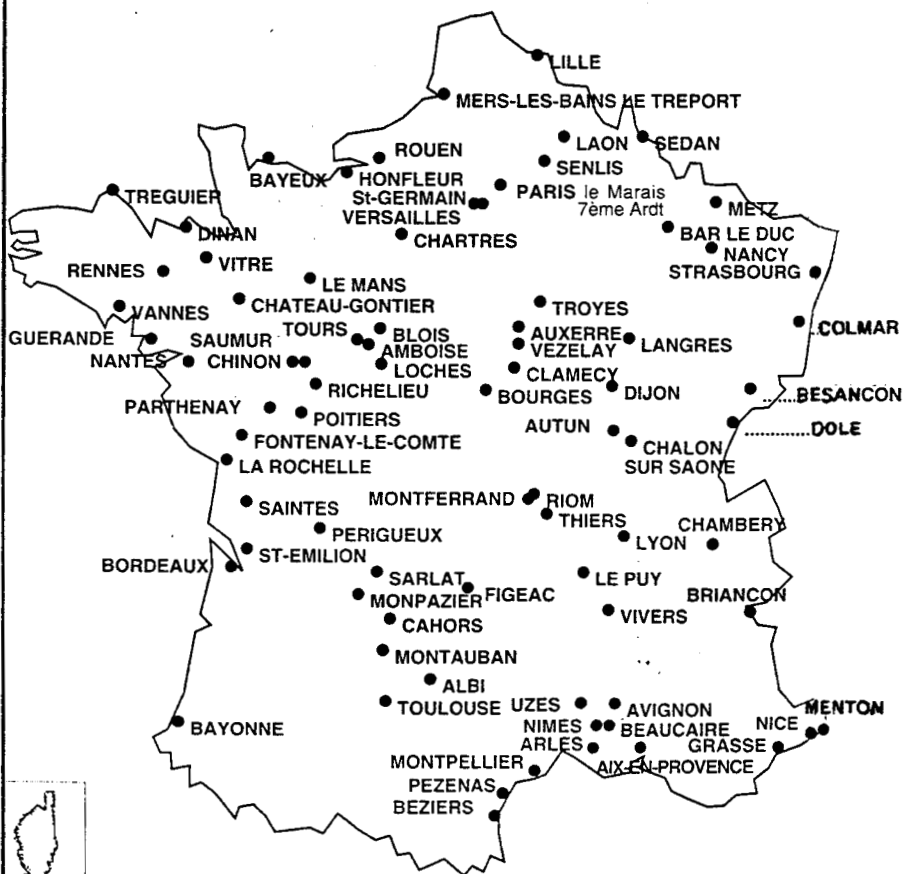 LILLE
MERS-LES-BAINS LE TREPORT
LAON
SEDAN
ROUEN
SENLIS
BAYEUX
HONFLEUR
PARIS le Marais
7ème Ardt
St-GERMAIN
VERSAILLES
TREGUIER
METZ
DINAN
CHARTRES
BAR LE DUC
NANCY
STRASBOURG
RENNES
VITRE
LE MANS
CHATEAU-GONTIER
TROYES
VANNES
GUERANDE
SAUMUR
TOURS
BLOIS
AMBOISE
LOCHES
AUXERRE
VEZELAY
LANGRES
COLMAR
NANTES
CHINON
CLAMECY
RICHELIEU
BOURGES
DIJON
BESANCON
PARTHENAY
POITIERS
AUTUN
DOLE
FONTENAY-LE-COMTE
CHALON
SUR SAONE
LA ROCHELLE
MONTFERRAND
RIOM
SAINTES
THIERS
CHAMBERY
PERIGUEUX
LYON
ST-EMILION
BORDEAUX
SARLAT
LE PUY
MONPAZIER
FIGEAC
BRIANCON
CAHORS
VIVERS
MONTAUBAN
ALBI
TOULOUSE
UZES
AVIGNON
MENTON
BAYONNE
NIMES
BEAUCAIRE
NICE
ARLES
GRASSE
MONTPELLIER
AIX-EN-PROVENCE
PEZENAS
BEZIERS